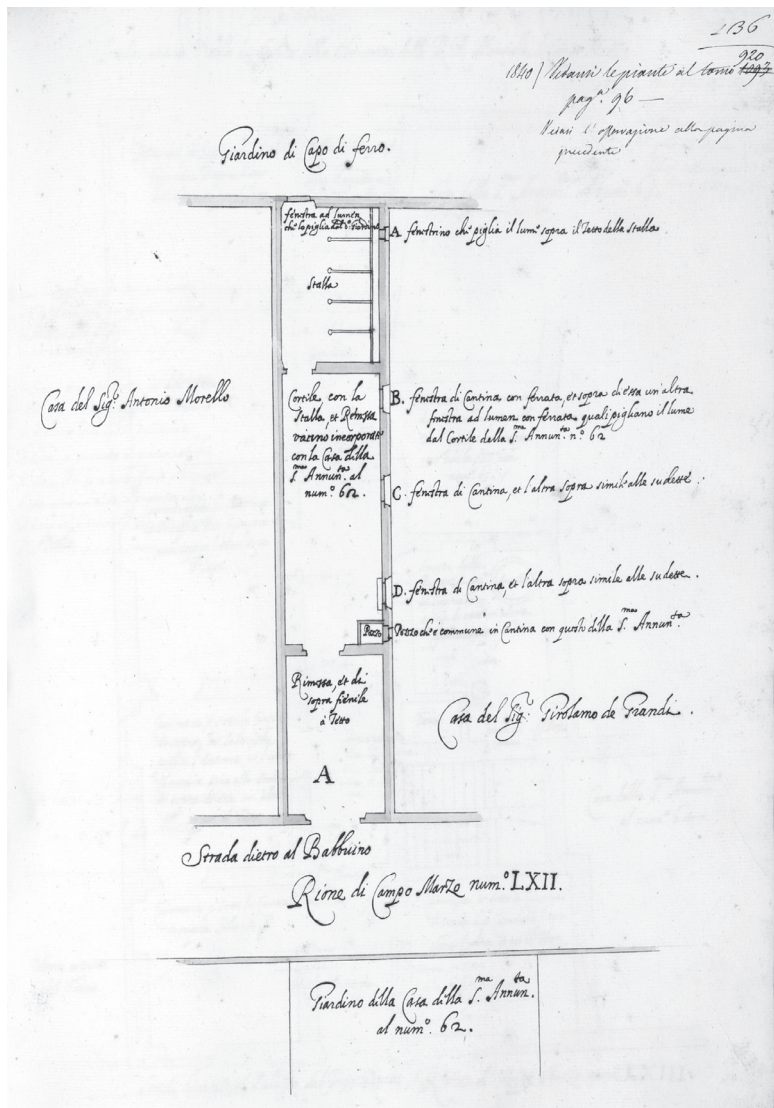 136
920
1840) Vedansi le piante al tomo
pag.ª 96 —
Vedasi l'osservazione alla pagina
precedente
Giardino di Capo di ferro.
fenestra ad lumen
che lo piglia dal d.º Giardino
A. fenestrino che piglia il lume sopra il Tetto della stalla.
Stalla
Casa del Sig.r Antonio Morello
Cortile, con la
Stalla, et Rimessa
vacino incorporate
con la Casa della
S.ma Annun.ta al
num.º 62.
B. fenestra di Cantina con ferrata, et sopra ch'essa un'altra
finestra ad lumen con ferrata quali pigliano il lume
dal Cortile della S.ma Annun.ta n.º 62
C. fenestra di Cantina, et l'altra sopra simile alle sudette.
D. fenestra di Cantina, et l'altra sopra simile alle sudette.
Pozzo
Pozzo che è commune in Cantina con questo della S.ma Annun.ta.
Rimessa, et di
sopra fienile
à Tetto
Casa del Sig.r Girolamo de Grandi.
A
Strada dietro al Babbuino
Rione di Campo Marzo num.º LXII.
Giardino della Casa della S.ma Annun.ta
al num.º 62.